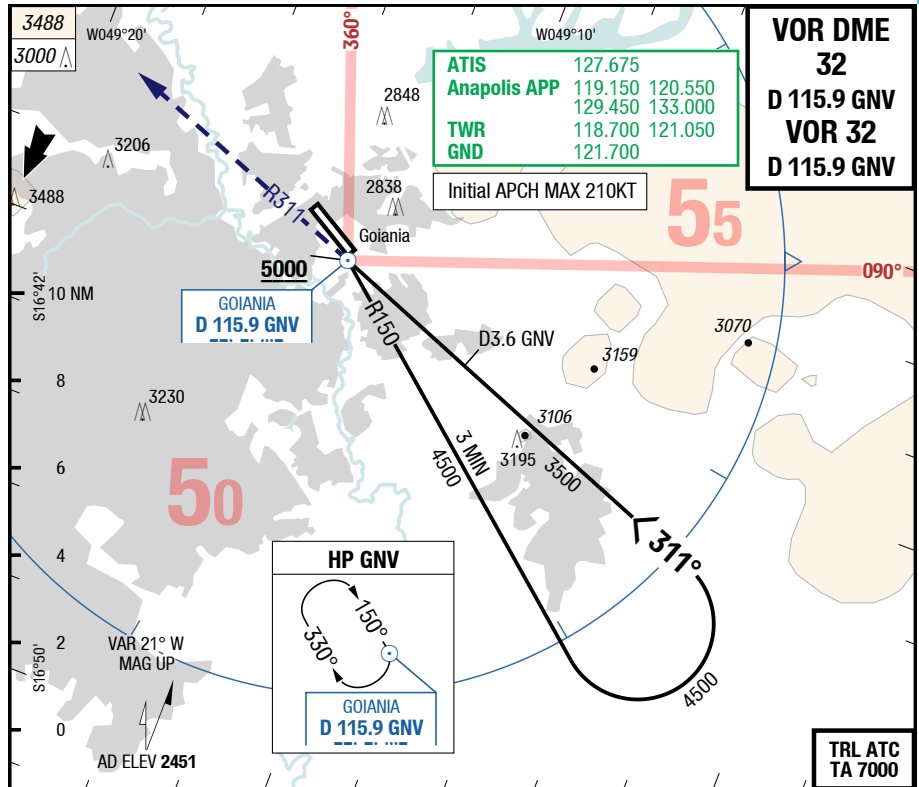 3488
3000
W049°20'
360°
W049°10'
VOR DME
32
D 115.9 GNV
VOR 32
D 115.9 GNV
ATIS 127.675
Anapolis APP 119.150 120.550
129.450 133.000
TWR 118.700 121.050
GND 121.700
Initial APCH MAX 210KT
2848
3206
3488
2838
R311
55
Goiania
5000
090°
S16°42'
10 NM
GOIANIA
D 115.9 GNV
R150
D3.6 GNV
3070
3159
8
3230
3106
3195
3 MIN
4500
3500
6
50
311°
4
HP GNV
150°
330°
2
VAR 21° W
MAG UP
S16°50'
GOIANIA
D 115.9 GNV
4500
0
AD ELEV 2451
TRL ATC
TA 7000